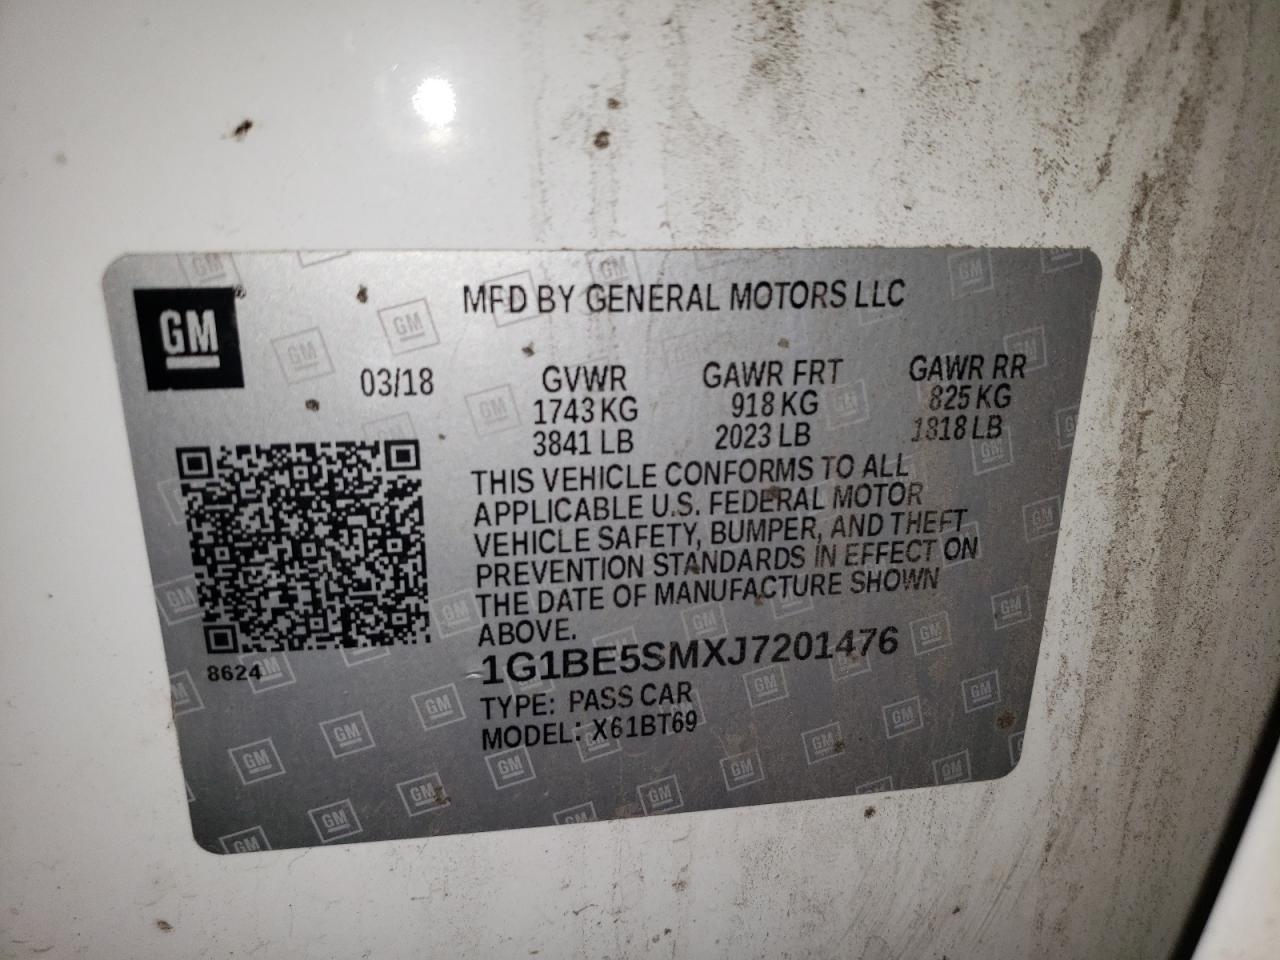 GM
MFD BY GENERAL MOTORS LLC
03/18
GVWR
1743 KG
3841 LB
GAWR FRT
918 KG
2023 LB
GAWR RR
825 KG
1818 LB
THIS VEHICLE CONFORMS TO ALL
APPLICABLE U.S. FEDERAL MOTOR
VEHICLE SAFETY, BUMPER, AND THEFT
PREVENTION STANDARDS IN EFFECT ON
THE DATE OF MANUFACTURE SHOWN
ABOVE.
8624
1G1BE5SMXJ7201476
TYPE: PASS CAR
MODEL: X61BT69